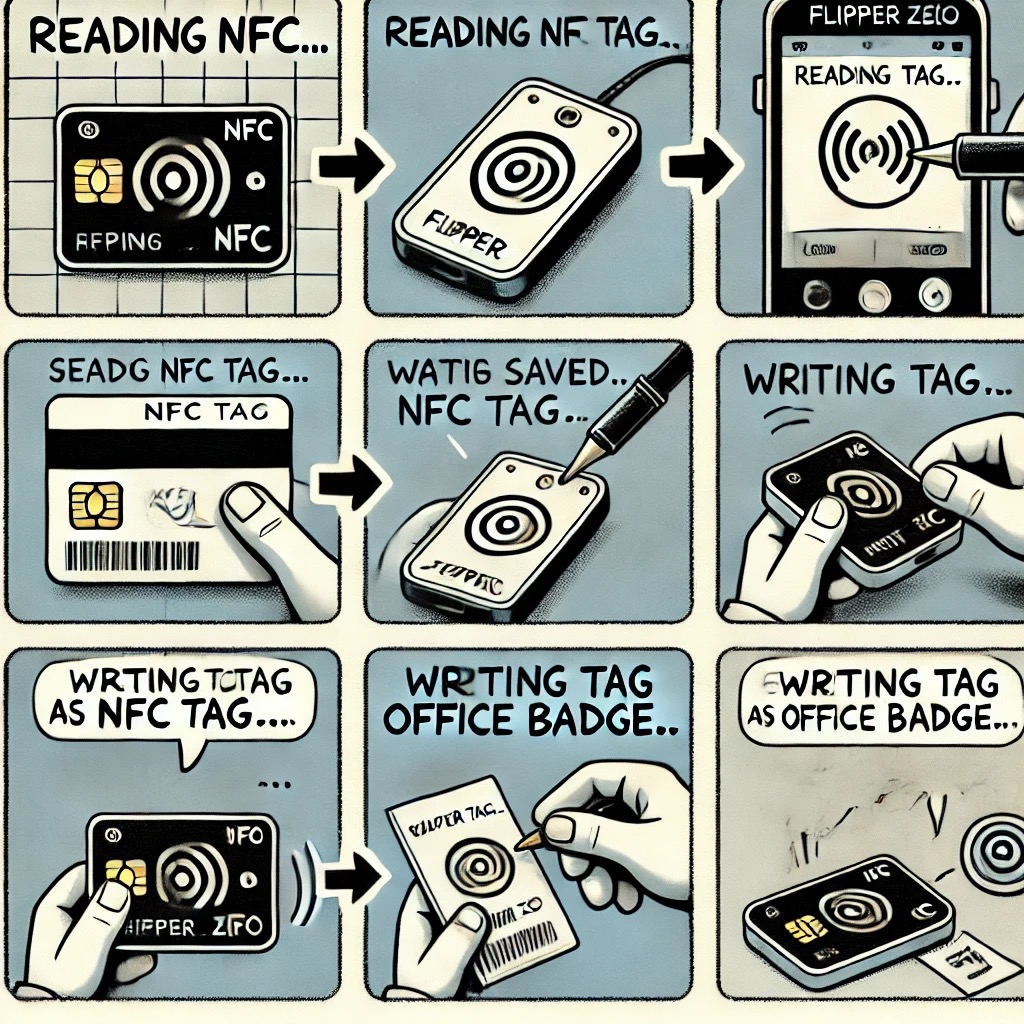 READING NFC...
NFC
RFPING NFC
READING NF TAG...
FLIPPER
FLIPPER ZEIO
READING TAG..
SEADG NFC TAG...
NFC TAG
WATIG SAVED..
NFC TAG...
WRITING TAG...
WRTING TOTAG
AS NFC TAG....
HIPPER ZFO
WRTING TAG
OFFICE BADGE..
TAG..
WRTING TAG
AS OFFICE BADGE...